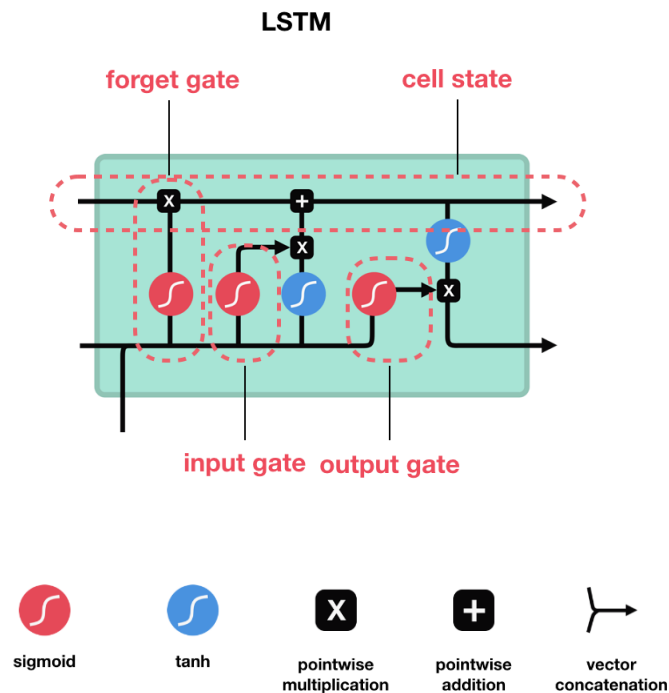 LSTM
forget gate
cell state
X
+
X
X
input gate
output gate
X
+
sigmoid
tanh
pointwise
multiplication
pointwise
addition
vector
concatenation